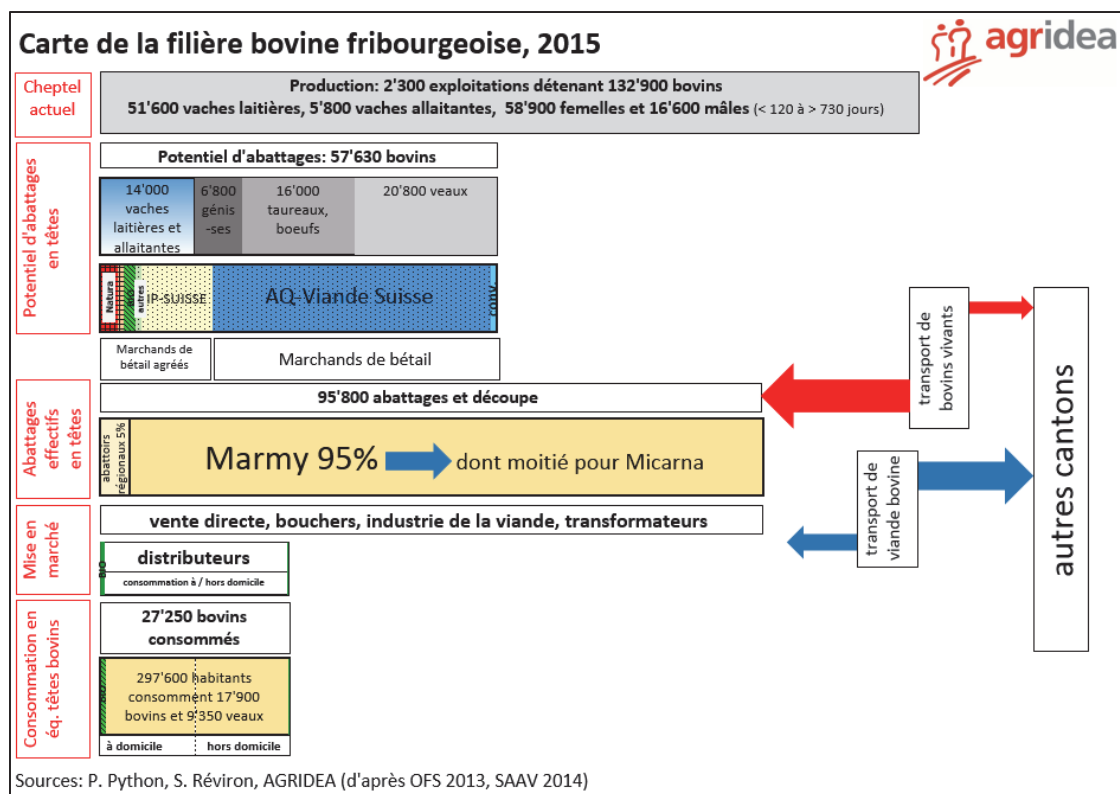 Carte de la filière bovine fribourgeoise, 2015
agridea
Cheptel
actuel
Production: 2'300 exploitations détenant 132'900 bovins
51'600 vaches laitières, 5'800 vaches allaitantes, 58'900 femelles et 16'600 mâles (< 120 à > 730 jours)
Potentiel d'abattages
en têtes
Potentiel d'abattages: 57'630 bovins
14'000
vaches
laitières et
allaitantes
6'800
génis
-ses
16'000
taureaux,
boeufs
20'800 veaux
Natura
BIO
autres
IP-SUISSE
AQ-Viande Suisse
conv.
Marchands de
bétail agréés
Marchands de bétail
transport de
bovins vivants
autres cantons
Abattages
effectifs
en têtes
95'800 abattages et découpe
abattoirs
régionaux 5%
Marmy 95%
dont moitié pour Micarna
transport de
viande bovine
Mise en
marché
vente directe, bouchers, industrie de la viande, transformateurs
BIO
distributeurs
consommation à / hors domicile
Consommation en
éq. têtes bovins
27'250 bovins
consommés
BIO
297'600 habitants
consomment 17'900
bovins et 9'350 veaux
à domicile
hors domicile
Sources: P. Python, S. Réviron, AGRIDEA (d'après OFS 2013, SAAV 2014)